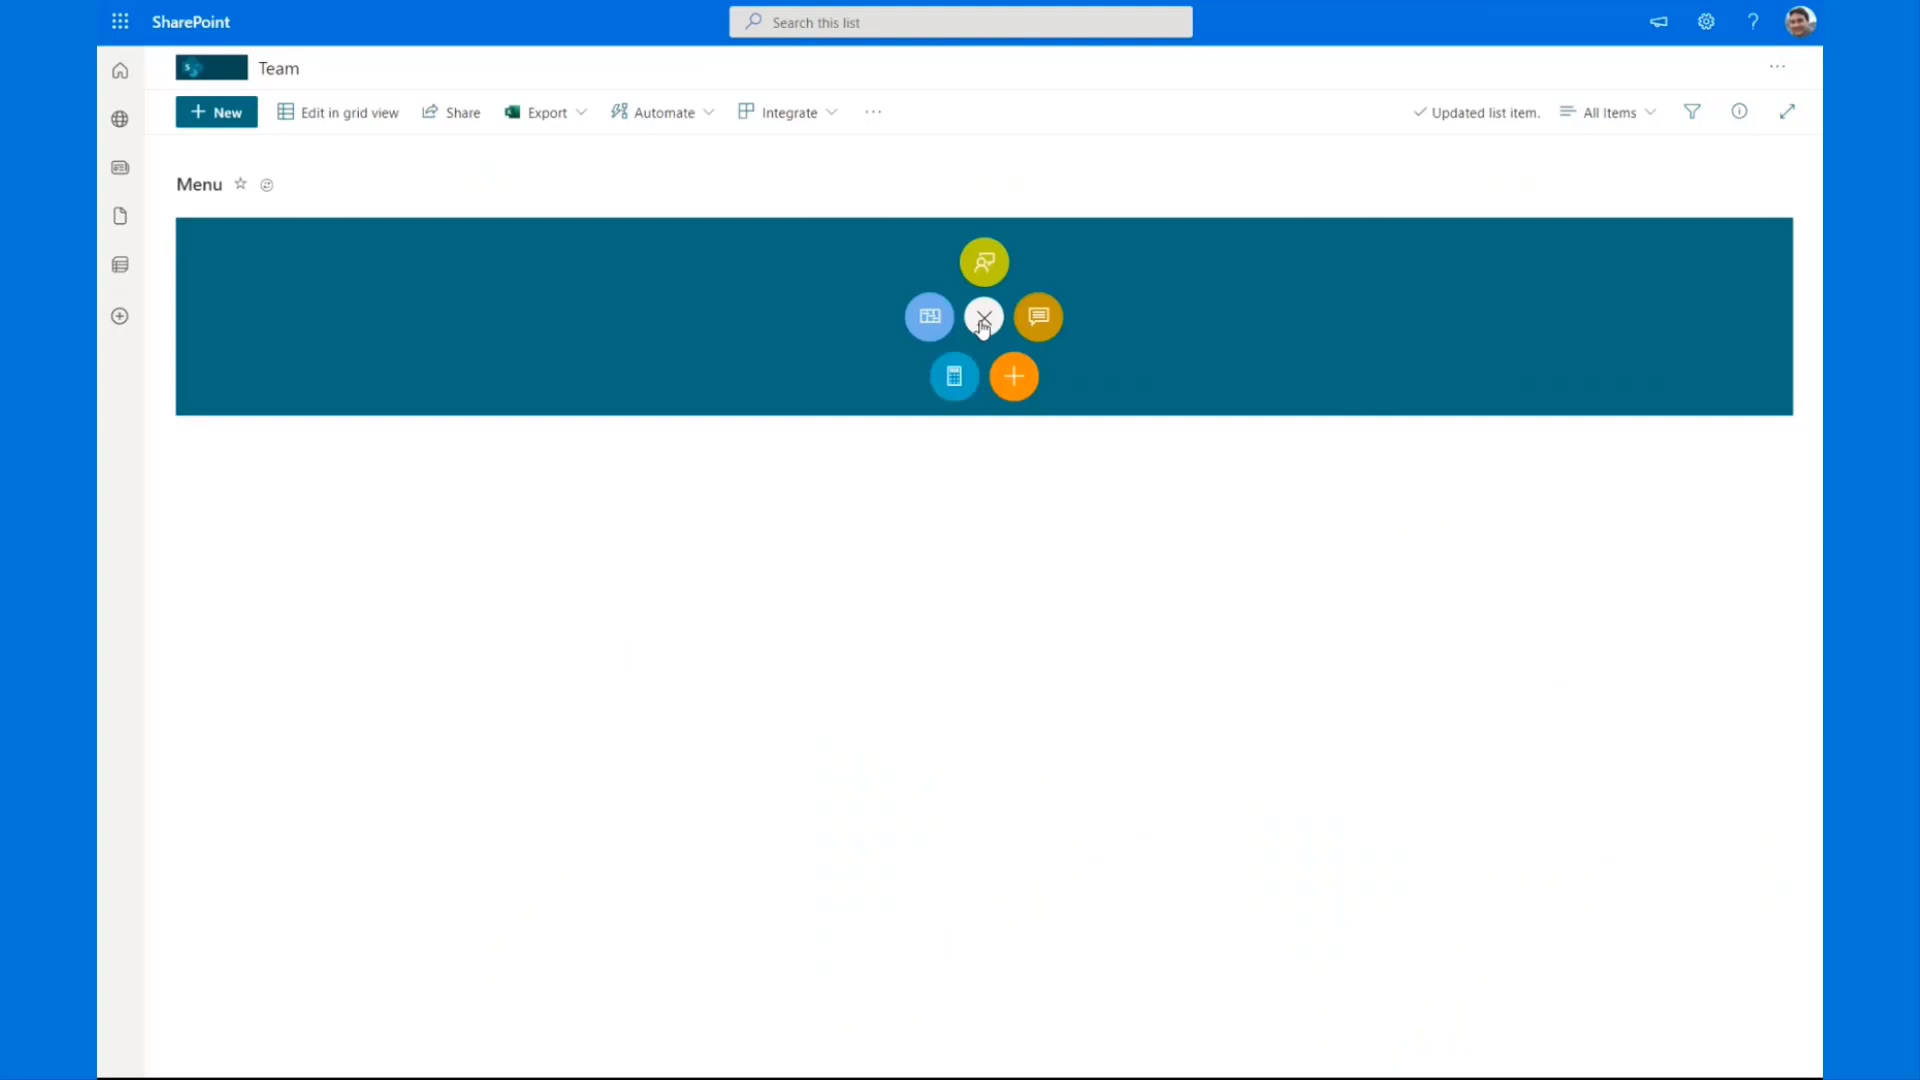 SharePoint
Search this list
S
Team
New
Edit in grid view
Share
Export
Automate
Integrate
Updated list item.
All Items
Menu